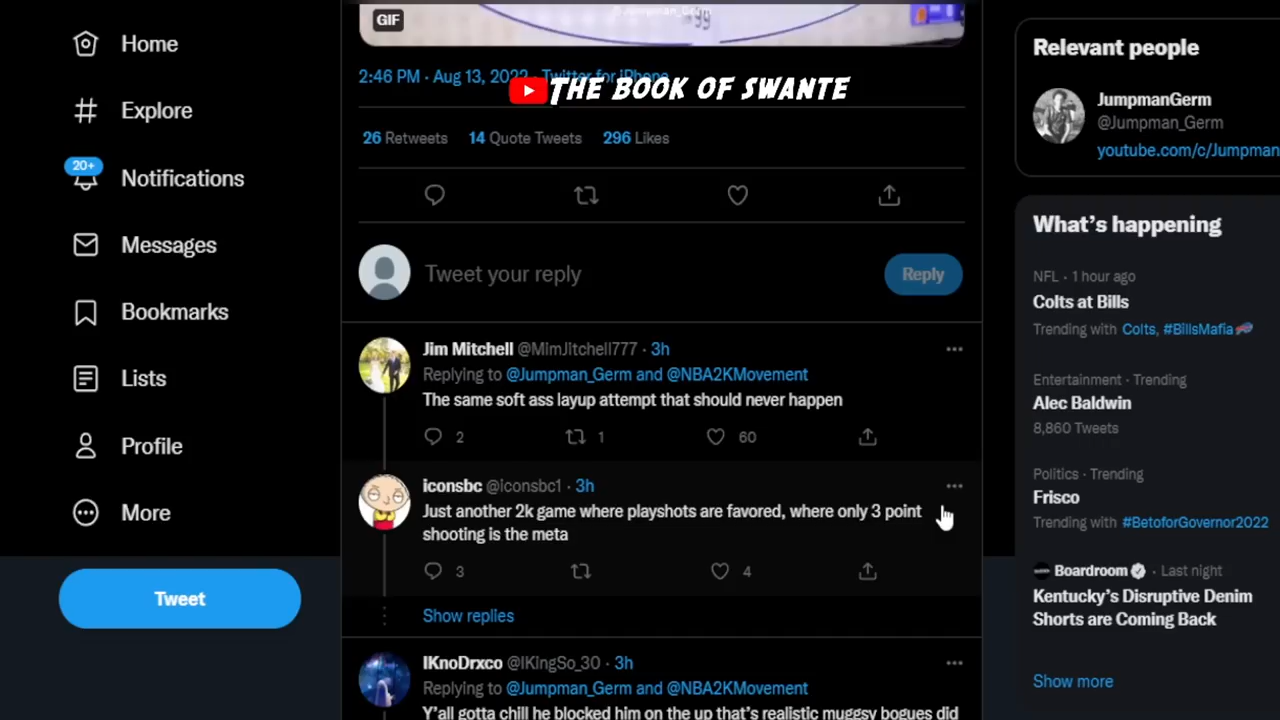 GIF
99
2:46 PM · Aug 13, 2022 · Twitter for iPhone
THE BOOK OF SWANTE
26 Retweets 14 Quote Tweets 296 Likes
Home
Explore
20+
Notifications
Messages
Bookmarks
Lists
Profile
More
Tweet
Tweet your reply
Reply
Jim Mitchell @MimJitchell777 · 3h
Replying to @Jumpman_Germ and @NBA2KMovement
The same soft ass layup attempt that should never happen
2 1 60
iconsbc @iconsbc1 · 3h
Just another 2k game where playshots are favored, where only 3 point
shooting is the meta
3 4
Show replies
IKnoDrxco @IKingSo_30 · 3h
Replying to @Jumpman_Germ and @NBA2KMovement
Y'all gotta chill he blocked him on the up that's realistic muggsy bogues did
Relevant people
JumpmanGerm
@Jumpman_Germ
youtube.com/c/Jumpman
What's happening
NFL · 1 hour ago
Colts at Bills
Trending with Colts, #BillsMafia
Entertainment · Trending
Alec Baldwin
8,860 Tweets
Politics · Trending
Frisco
Trending with #BetoforGovernor2022
Boardroom · Last night
Kentucky's Disruptive Denim
Shorts are Coming Back
Show more